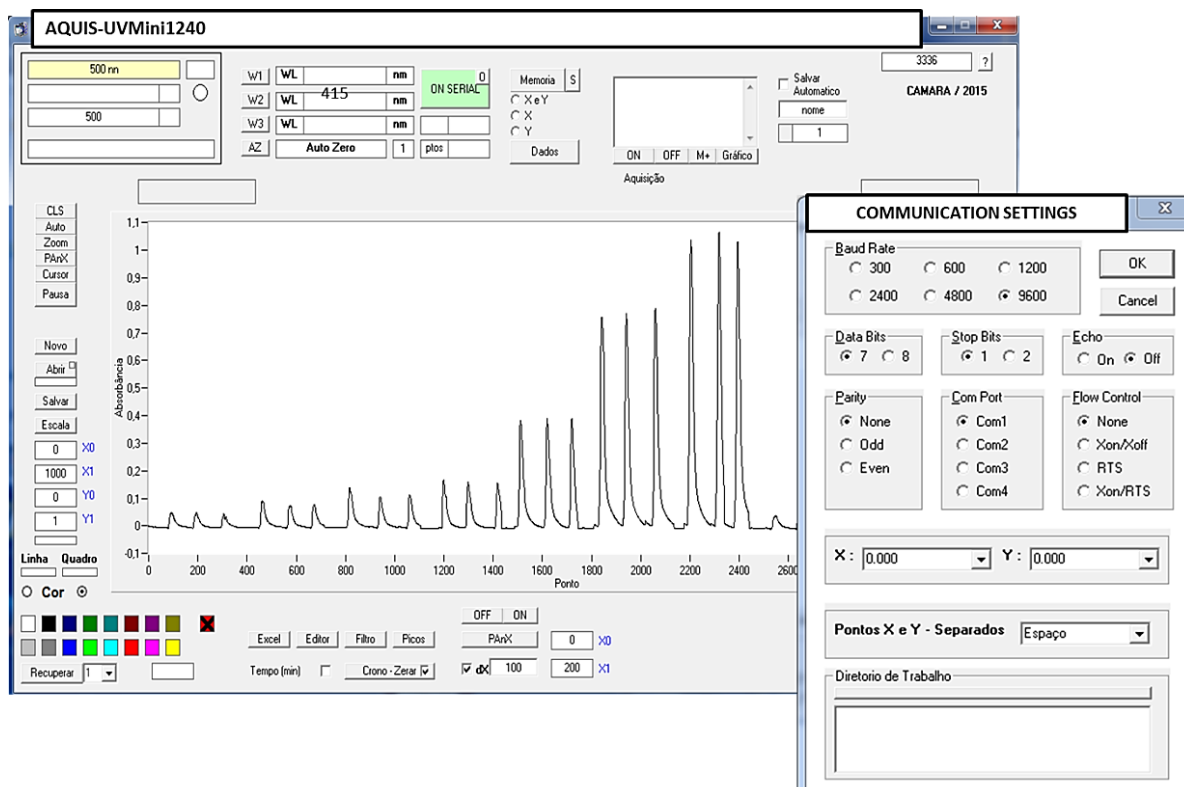 AQUIS-UVMini1240
500 nn
500
W1 WL nm
W2 WL 415 nm
W3 WL nm
AZ Auto Zero 1 ptos
0
ON SERIAL
Memoria S
X e Y
X
Y
Dados
ON OFF M+ Gráfico
Aquisição
Salvar
Automatico
nome
1
3336 ?
CAMARA / 2015
CLS
Auto
Zoom
PAnX
Cursor
Pausa
Novo
Abrir
Salvar
Escala
0 X0
1000 X1
0 Y0
1 Y1
Linha Quadro
Cor
Recuperar 1
Absorbância
1,1
1
0,9
0,8
0,7
0,6
0,5
0,4
0,3
0,2
0,1
0
-0,1
0 200 400 600 800 1000 1200 1400 1600 1800 2000 2200 2400 2600
Ponto
OFF ON
Excel Editor Filtro Picos PAnX 0 X0
Tempo (min) Crono - Zerar dX 100 200 X1
COMMUNICATION SETTINGS
Baud Rate
300 600 1200
2400 4800 9600
OK
Cancel
Data Bits
7 8
Stop Bits
1 2
Echo
On Off
Parity
None
Odd
Even
Com Port
Com1
Com2
Com3
Com4
Flow Control
None
Xon/Xoff
RTS
Xon/RTS
X : 0.000 Y : 0.000
Pontos X e Y - Separados Espaço
Diretorio de Trabalho